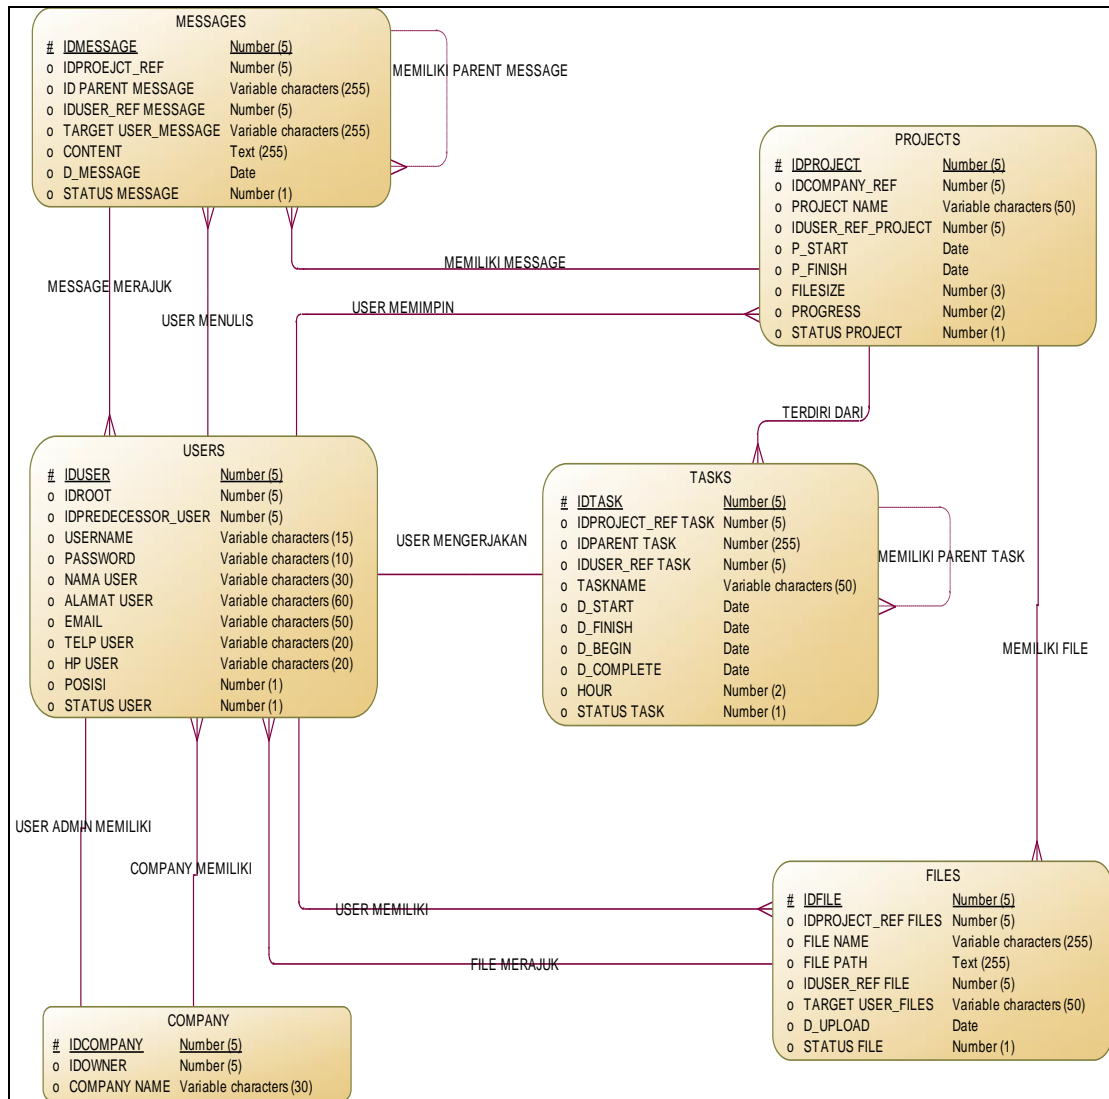 MESSAGES
# IDMESSAGE Number (5)
o IDPROEJCT_REF Number (5)
o ID PARENT MESSAGE Variable characters (255)
o IDUSER_REF MESSAGE Number (5)
o TARGET USER_MESSAGE Variable characters (255)
o CONTENT Text (255)
o D_MESSAGE Date
o STATUS MESSAGE Number (1)
MEMILIKI PARENT MESSAGE
PROJECTS
# IDPROJECT Number (5)
o IDCOMPANY_REF Number (5)
o PROJECT NAME Variable characters (50)
o IDUSER_REF_PROJECT Number (5)
o P_START Date
o P_FINISH Date
o FILESIZE Number (3)
o PROGRESS Number (2)
o STATUS PROJECT Number (1)
MEMILIKI MESSAGE
MESSAGE MERAJUK
USER MENULIS
USER MEMIMPIN
TERDIRI DARI
USERS
# IDUSER Number (5)
o IDROOT Number (5)
o IDPREDECESSOR_USER Number (5)
o USERNAME Variable characters (15)
o PASSWORD Variable characters (10)
o NAMA USER Variable characters (30)
o ALAMAT USER Variable characters (60)
o EMAIL Variable characters (50)
o TELP USER Variable characters (20)
o HP USER Variable characters (20)
o POSISI Number (1)
o STATUS USER Number (1)
USER MENGERJAKAN
TASKS
# IDTASK Number (5)
o IDPROJECT_REF TASK Number (5)
o IDPARENT TASK Number (255)
o IDUSER_REF TASK Number (5)
o TASKNAME Variable characters (50)
o D_START Date
o D_FINISH Date
o D_BEGIN Date
o D_COMPLETE Date
o HOUR Number (2)
o STATUS TASK Number (1)
MEMILIKI PARENT TASK
MEMILIKI FILE
USER ADMIN MEMILIKI
COMPANY MEMILIKI
USER MEMILIKI
FILE MERAJUK
FILES
# IDFILE Number (5)
o IDPROJECT_REF FILES Number (5)
o FILE NAME Variable characters (255)
o FILE PATH Text (255)
o IDUSER_REF FILE Number (5)
o TARGET USER_FILES Variable characters (50)
o D_UPLOAD Date
o STATUS FILE Number (1)
COMPANY
# IDCOMPANY Number (5)
o IDOWNER Number (5)
o COMPANY NAME Variable characters (30)